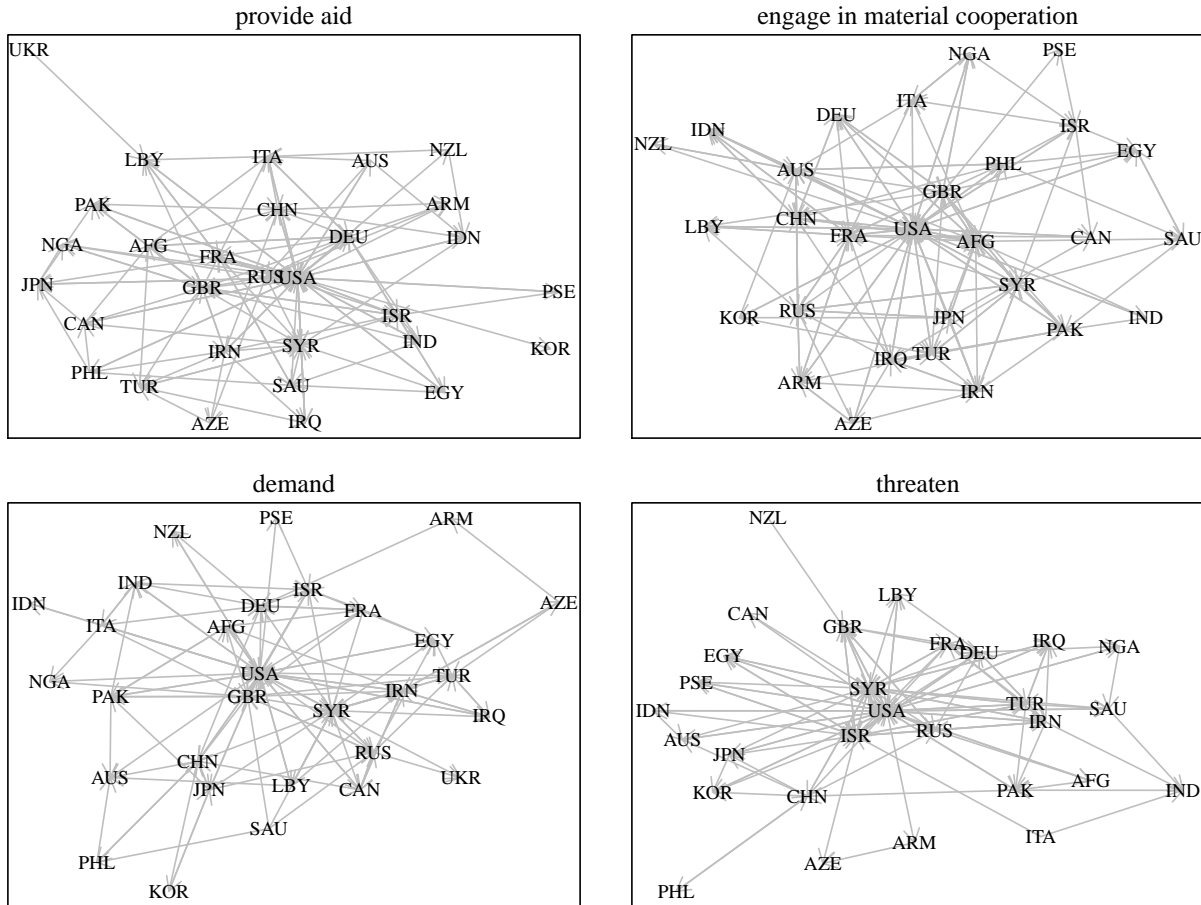 provide aid
UKR
LBY
ITA
AUS
NZL
PAK
CHN
ARM
NGA
AFG
DEU
IDN
FRA
JPN
GBR
RUS
USA
PSE
CAN
ISR
IRN
SYR
IND
KOR
PHL
TUR
SAU
EGY
AZE
IRQ
engage in material cooperation
NGA
PSE
ITA
DEU
IDN
ISR
NZL
EGY
AUS
PHL
GBR
LBY
CHN
FRA
USA
AFG
CAN
SAU
SYR
KOR
RUS
JPN
PAK
IND
IRQ
TUR
ARM
IRN
AZE
demand
PSE
ARM
NZL
IND
ISR
IDN
DEU
FRA
AZE
ITA
AFG
EGY
NGA
USA
TUR
PAK
GBR
IRN
SYR
IRQ
CHN
RUS
AUS
JPN
LBY
CAN
UKR
SAU
PHL
KOR
threaten
NZL
LBY
CAN
GBR
EGY
FRA
DEU
IRQ
NGA
PSE
SYR
IDN
USA
TUR
SAU
AUS
ISR
RUS
IRN
JPN
KOR
CHN
PAK
AFG
IND
ARM
ITA
AZE
PHL